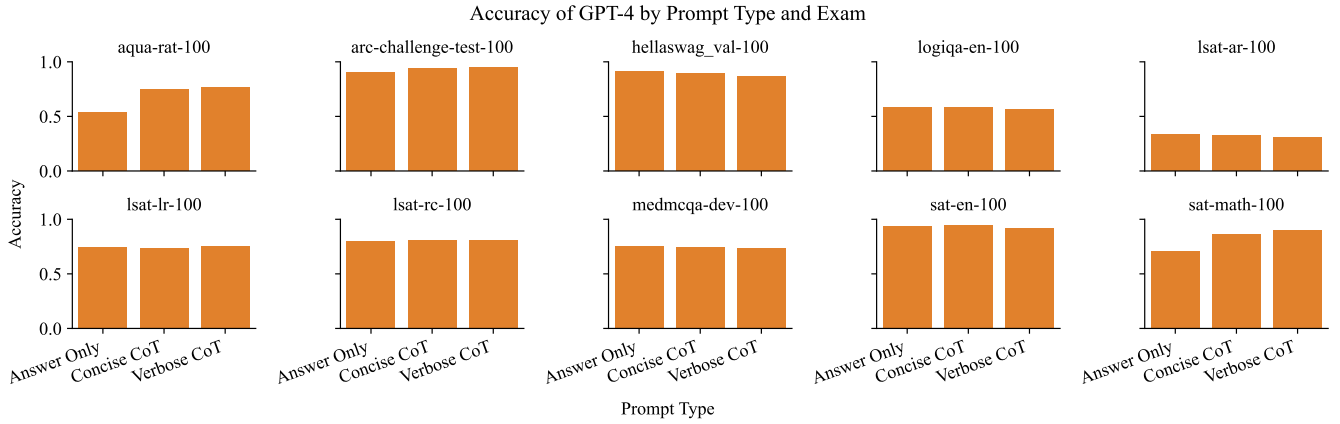 Accuracy of GPT-4 by Prompt Type and Exam
aqua-rat-100
arc-challenge-test-100
hellaswag_val-100
logiqa-en-100
lsat-ar-100
1.0
0.5
0.0
Accuracy
lsat-lr-100
lsat-rc-100
medmcqa-dev-100
sat-en-100
sat-math-100
1.0
0.5
0.0
Answer Only
Concise CoT
Verbose CoT
Answer Only
Concise CoT
Verbose CoT
Answer Only
Concise CoT
Verbose CoT
Answer Only
Concise CoT
Verbose CoT
Answer Only
Concise CoT
Verbose CoT
Prompt Type